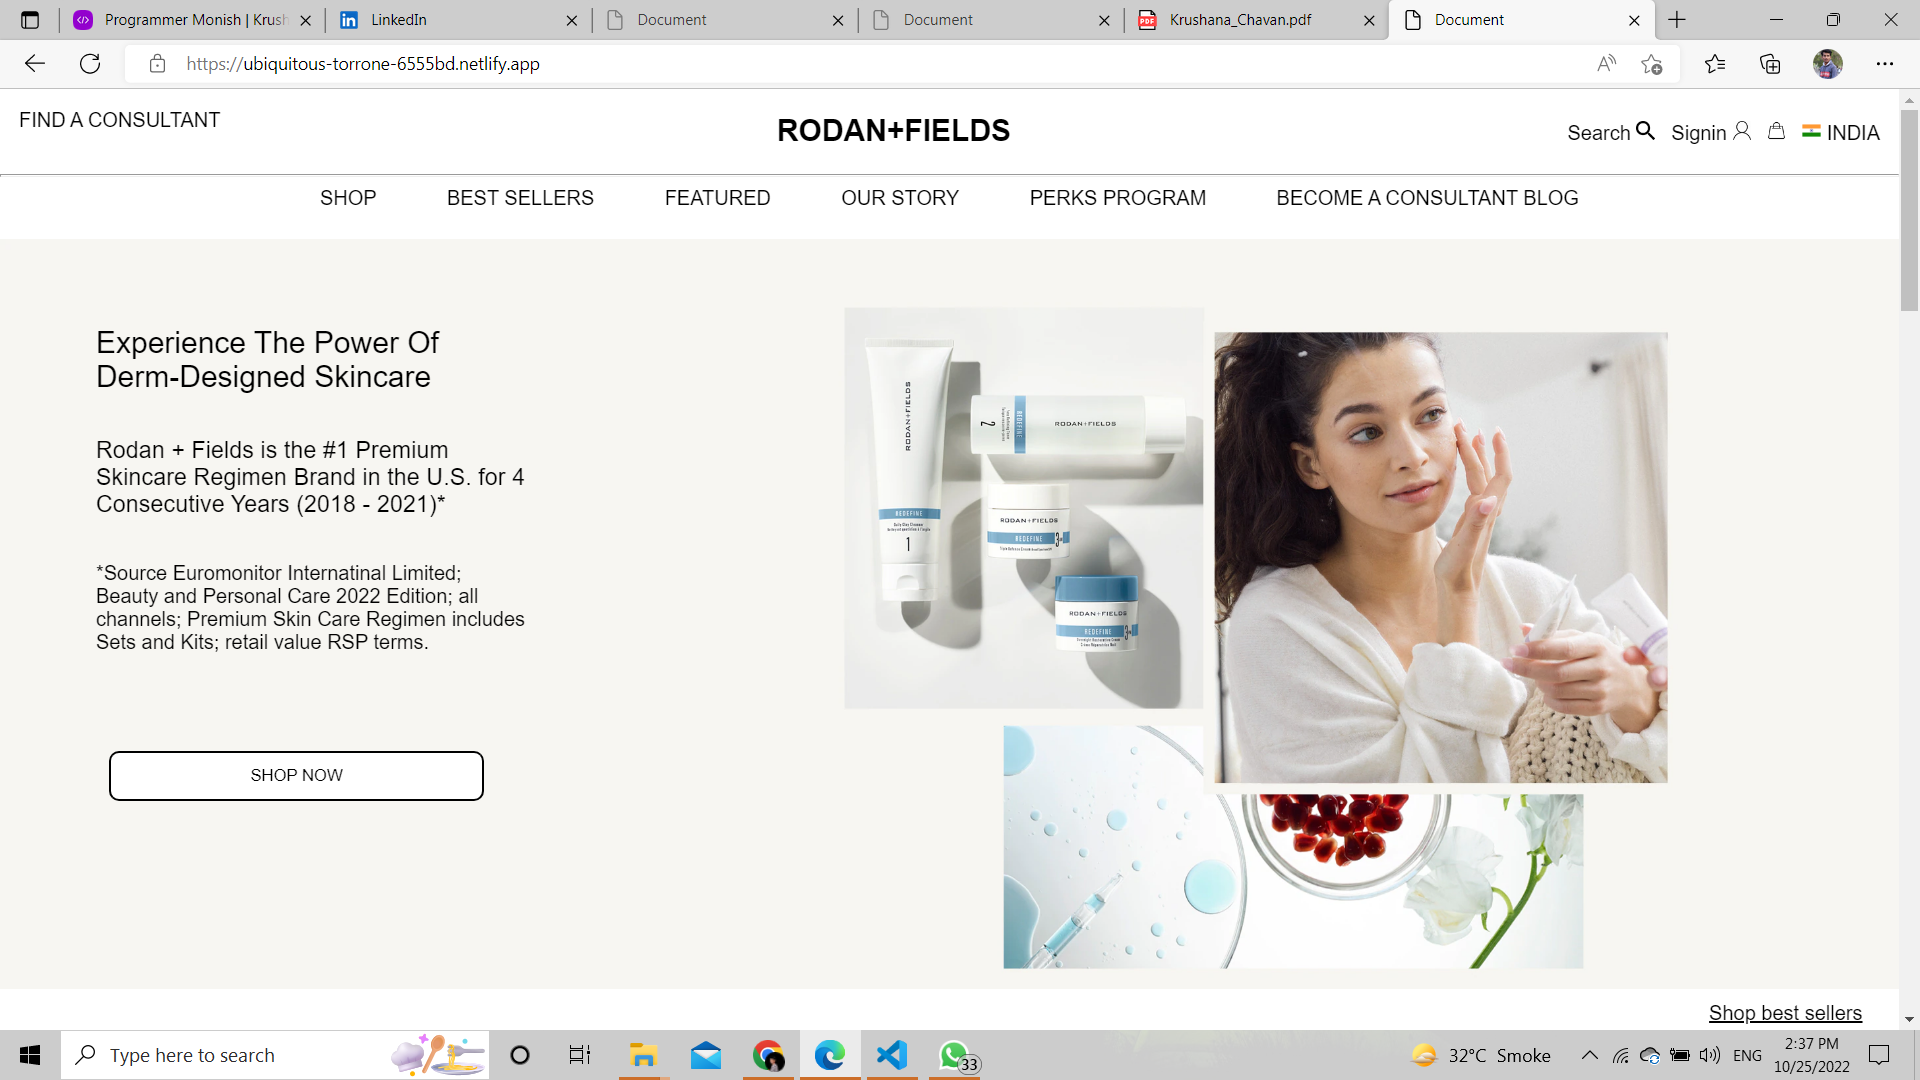 Programmer Monish | Krush
LinkedIn
Document
Document
Krushana_Chavan.pdf
Document
https://ubiquitous-torrone-6555bd.netlify.app
FIND A CONSULTANT
RODAN+FIELDS
Search
Signin
INDIA
SHOP
BEST SELLERS
FEATURED
OUR STORY
PERKS PROGRAM
BECOME A CONSULTANT BLOG
Experience The Power Of
Derm-Designed Skincare
Rodan + Fields is the #1 Premium
Skincare Regimen Brand in the U.S. for 4
Consecutive Years (2018 - 2021)*
*Source Euromonitor Internatinal Limited;
Beauty and Personal Care 2022 Edition; all
channels; Premium Skin Care Regimen includes
Sets and Kits; retail value RSP terms.
SHOP NOW
RODAN+FIELDS
REDEFINE
1
RODAN+FIELDS
REDEFINE
2
RODAN+FIELDS
REDEFINE
3
RODAN+FIELDS
REDEFINE
3
Shop best sellers
Type here to search
33
32°C Smoke
ENG
2:37 PM
10/25/2022